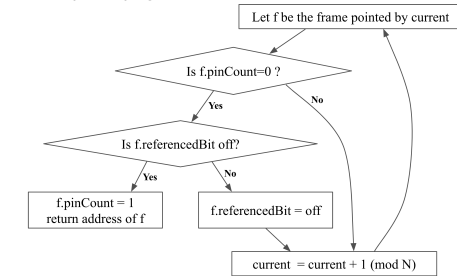 Let f be the frame pointed by current
Is f.pinCount=0 ?
Yes
No
Is f.referencedBit off?
Yes
No
f.pinCount = 1
return address of f
f.referencedBit = off
current = current + 1 (mod N)